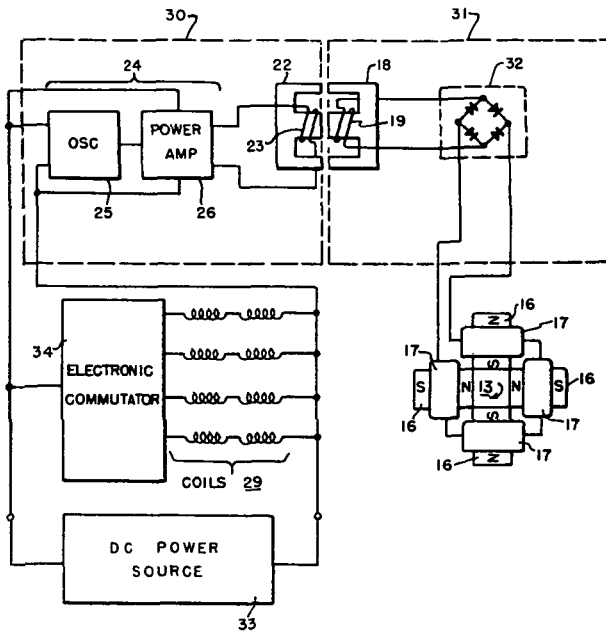 30
31
24
22
18
32
OSC
POWER
AMP
23
19
25
26
34
ELECTRONIC
COMMUTATOR
COILS 29
DC POWER
SOURCE
33
16
N
17
17
S
S
N
13
N
S
16
16
S
17
17
16
N